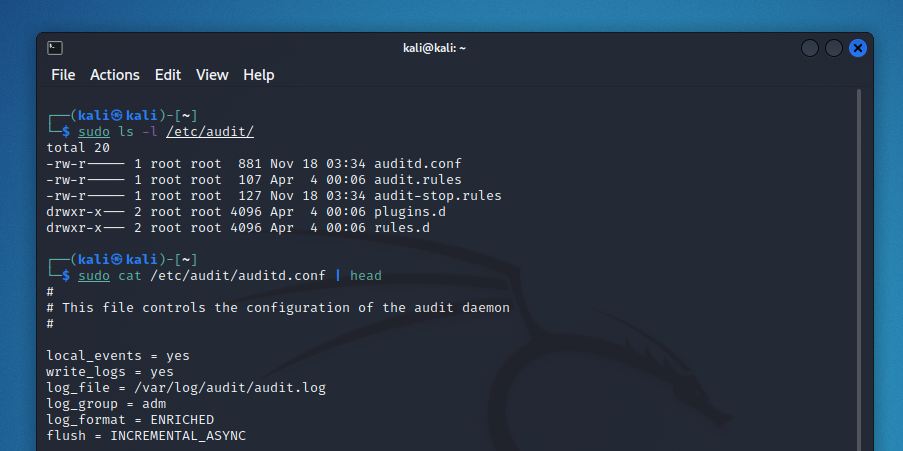 kali@kali: ~
File Actions Edit View Help
┌──(kali㉿kali)-[~]
└─$ sudo ls -l /etc/audit/
total 20
-rw-r----- 1 root root  881 Nov 18 03:34 auditd.conf
-rw-r----- 1 root root  107 Apr  4 00:06 audit.rules
-rw-r----- 1 root root  127 Nov 18 03:34 audit-stop.rules
drwxr-x--- 2 root root 4096 Apr  4 00:06 plugins.d
drwxr-x--- 2 root root 4096 Apr  4 00:06 rules.d
┌──(kali㉿kali)-[~]
└─$ sudo cat /etc/audit/auditd.conf | head
#
# This file controls the configuration of the audit daemon
#
local_events = yes
write_logs = yes
log_file = /var/log/audit/audit.log
log_group = adm
log_format = ENRICHED
flush = INCREMENTAL_ASYNC